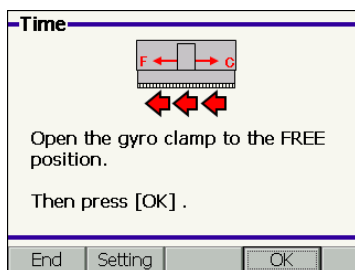 Time
F C
Open the gyro clamp to the FREE
position.
Then press [OK] .
End Setting OK